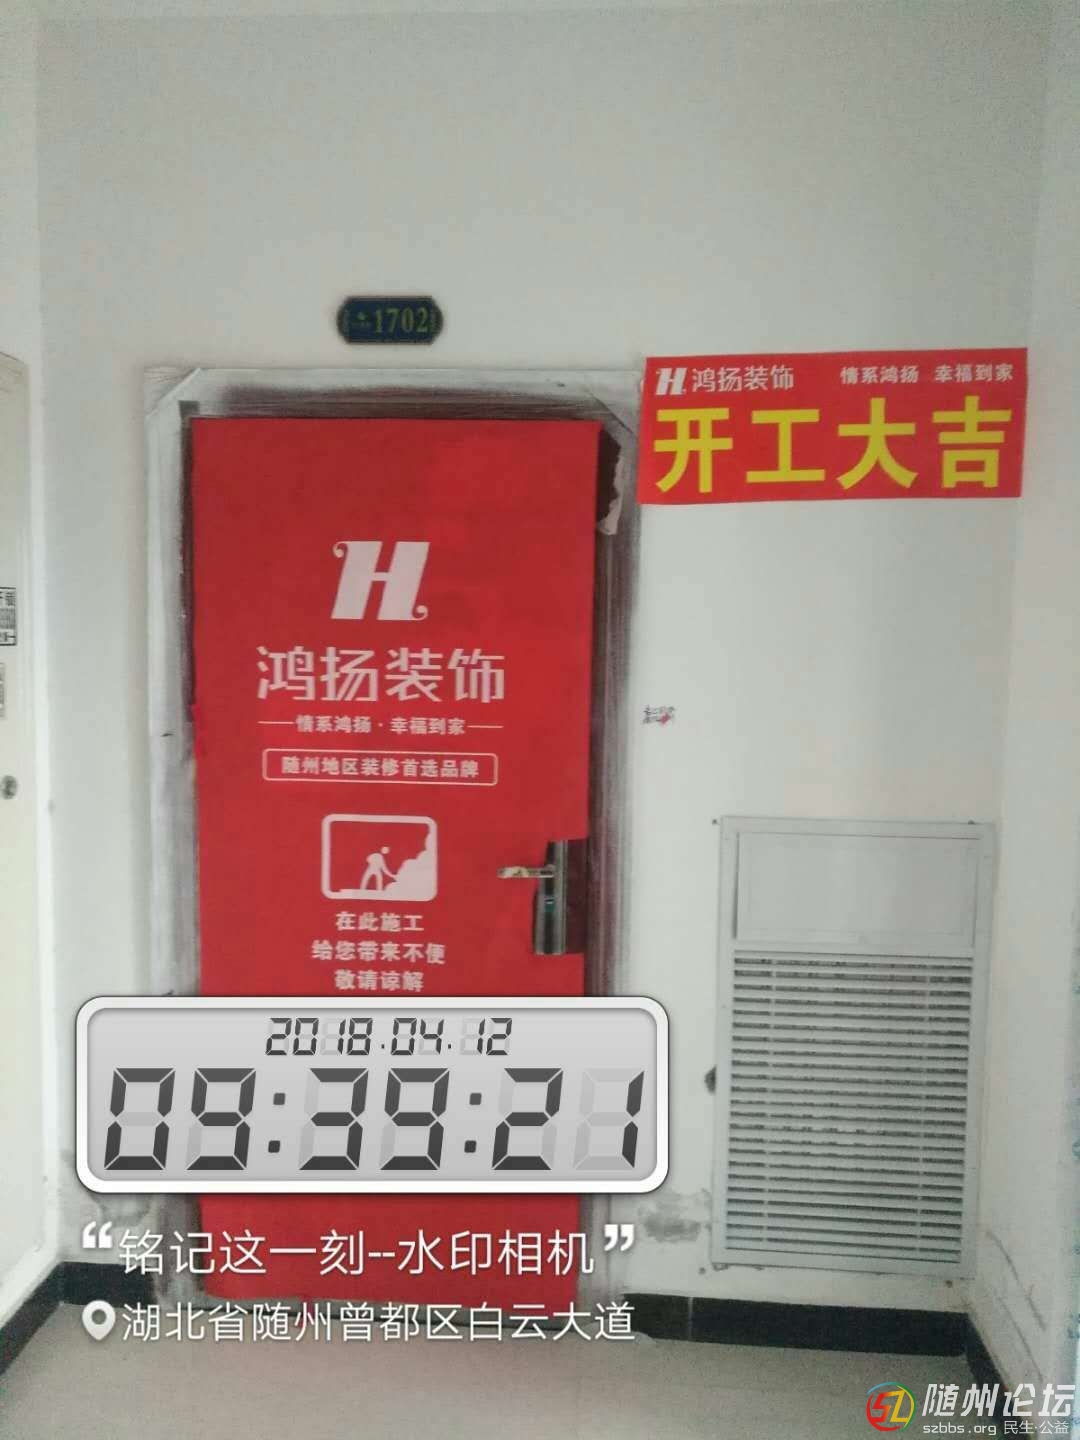 1702
H 鸿扬装饰 情系鸿扬 幸福到家
开工大吉
H
鸿扬装饰
情系鸿扬·幸福到家
随州地区装修首选品牌
在此施工
给您带来不便
敬请谅解
2018.04.12
09:39:21
“铭记这一刻--水印相机”
湖北省随州曾都区白云大道
随州论坛
szbbs.org 民生·公益